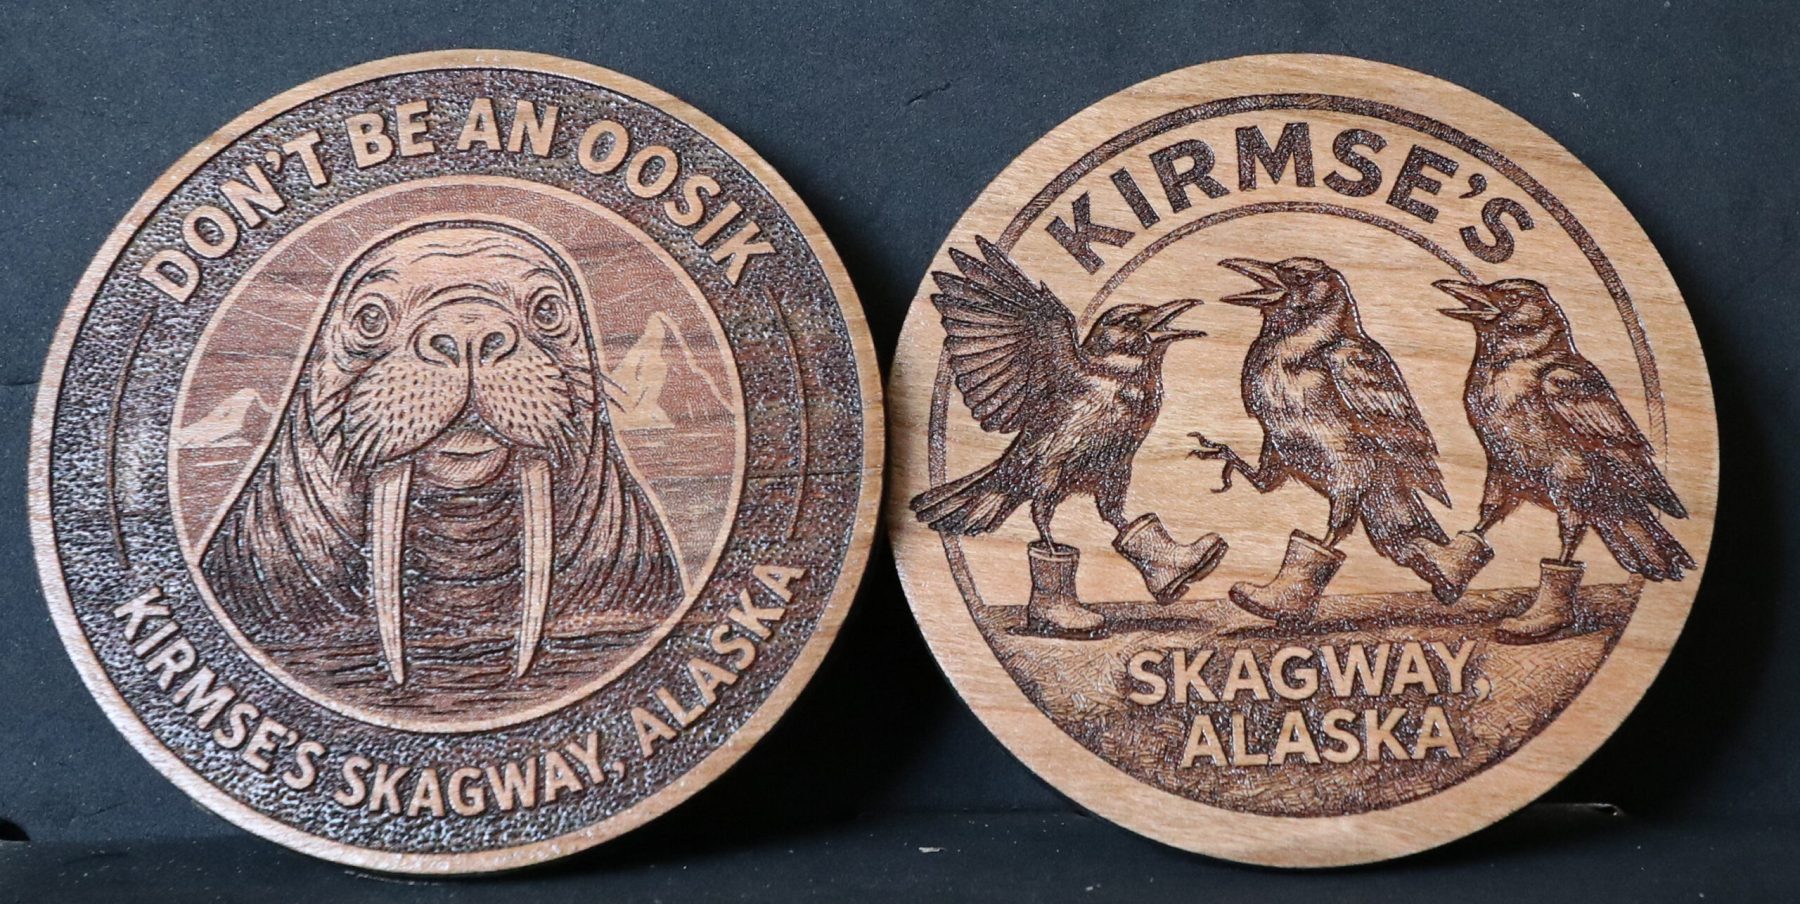 DON'T BE AN OOSIK
KIRMSE'S SKAGWAY, ALASKA
KIRMSE'S
SKAGWAY,
ALASKA